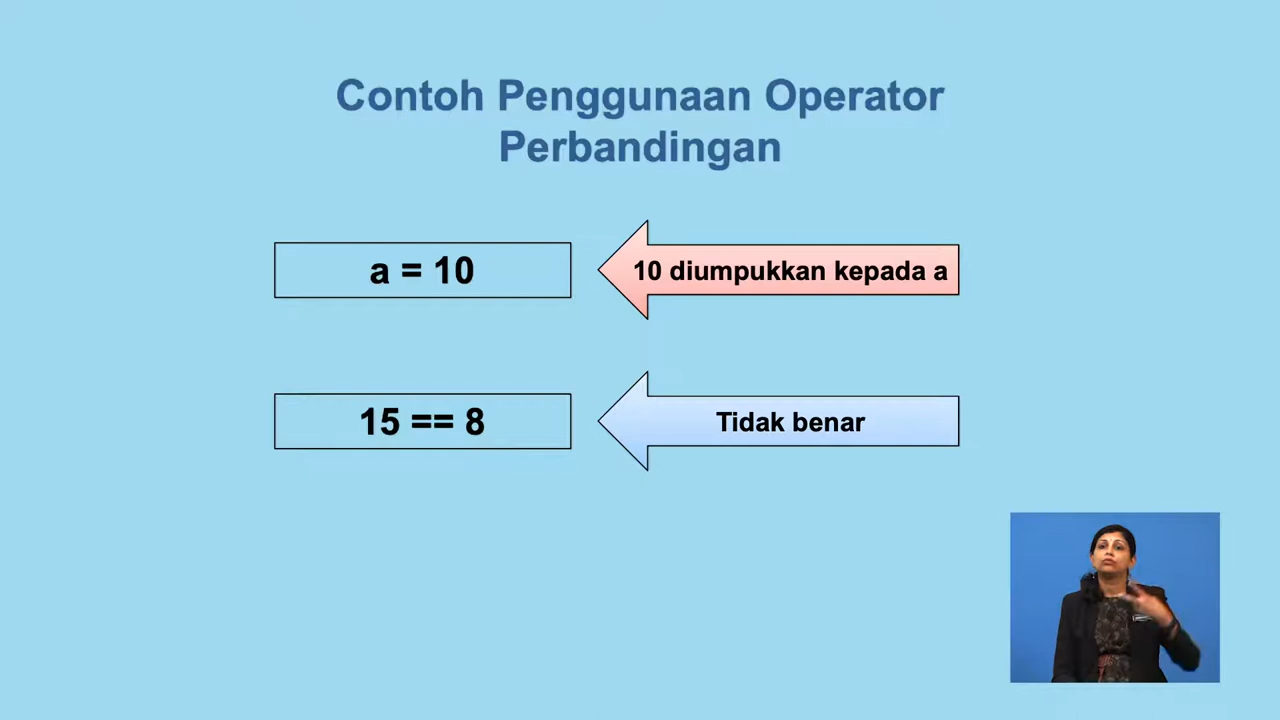 Contoh Penggunaan Operator
Perbandingan
a = 10
10 diumpukkan kepada a
15 == 8
Tidak benar